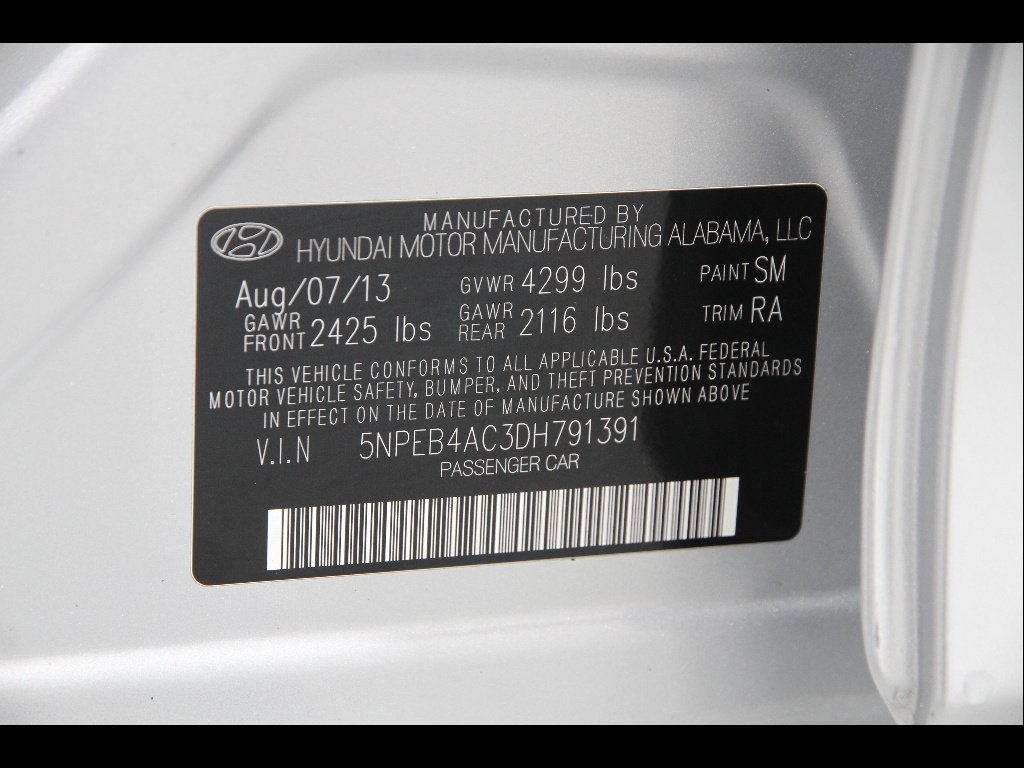 MANUFACTURED BY
HYUNDAI MOTOR MANUFACTURING ALABAMA, LLC
Aug/07/13 GVWR 4299 lbs PAINT SM
GAWR FRONT 2425 lbs GAWR REAR 2116 lbs TRIM RA
THIS VEHICLE CONFORMS TO ALL APPLICABLE U.S.A. FEDERAL
MOTOR VEHICLE SAFETY, BUMPER, AND THEFT PREVENTION STANDARDS
IN EFFECT ON THE DATE OF MANUFACTURE SHOWN ABOVE
V.I.N 5NPEB4AC3DH791391
PASSENGER CAR